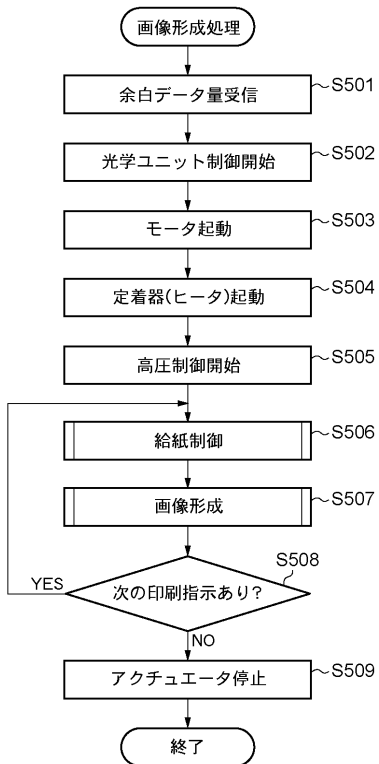 画像形成処理
余白データ量受信
S501
光学ユニット制御開始
S502
モータ起動
S503
定着器(ヒータ)起動
S504
高圧制御開始
S505
給紙制御
S506
画像形成
S507
次の印刷指示あり?
S508
YES
NO
アクチュエータ停止
S509
終了